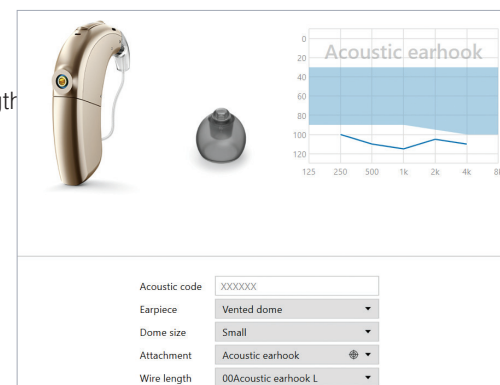 Acoustic earhook
0
20
40
60
80
100
120
125 250 500 1k 2k 4k 8k
Acoustic code XXXXXX
Earpiece Vented dome
Dome size Small
Attachment Acoustic earhook
Wire length 00Acoustic earhook L